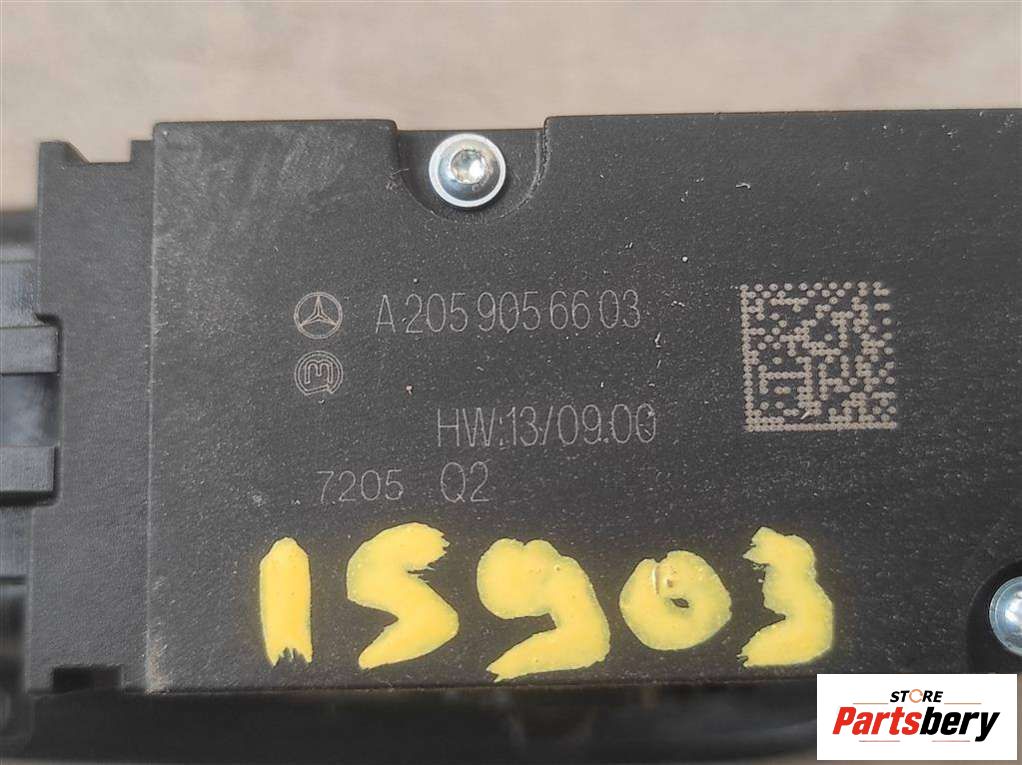 A 205 905 66 03
HW:13/09.00
7205 Q2
15903
STORE
Partsbery